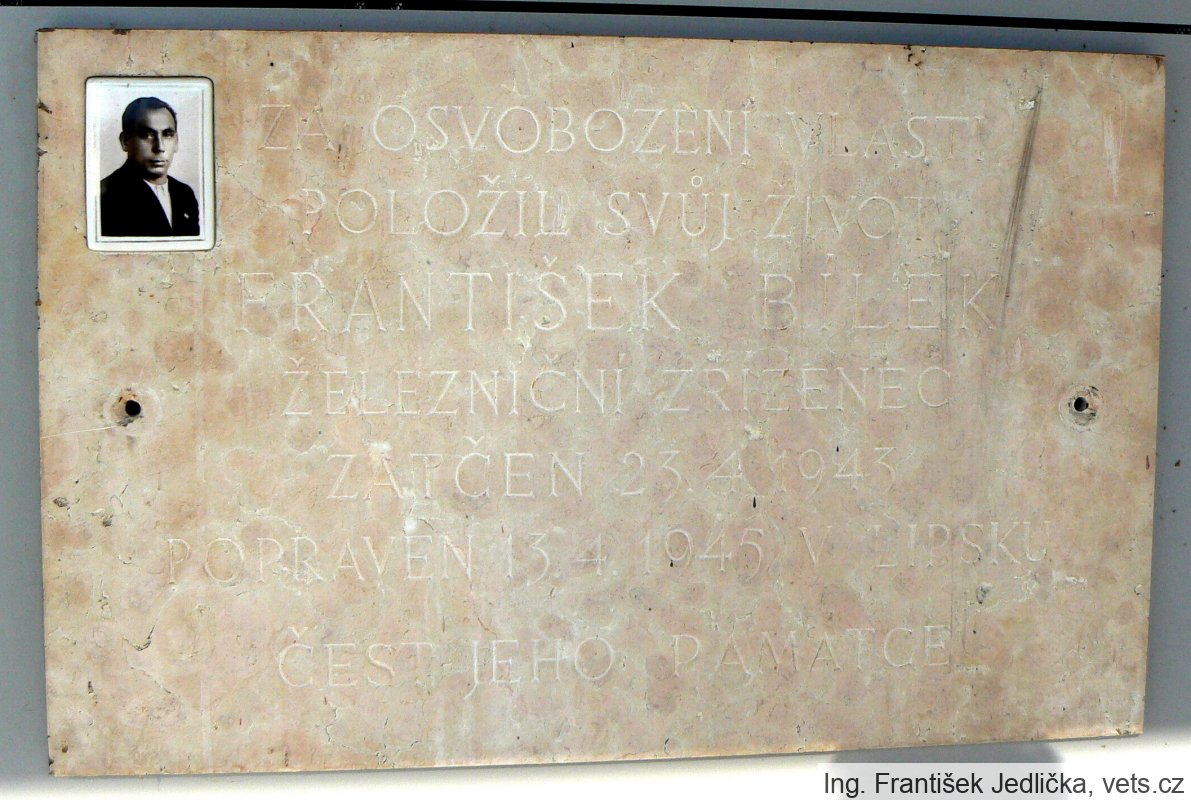 ZA OSVOBOZENÍ VLASTI
POLOŽIL SVŮJ ŽIVOT
FRANTIŠEK BÍLEK
ŽELEZNIČNÍ ZŘÍZENEC
ZATČEN 23. 4. 1943
POPRAVEN 13. 4. 1945 V LIPSKU
ČEST JEHO PAMÁTCE
Ing. František Jedlička, vets.cz